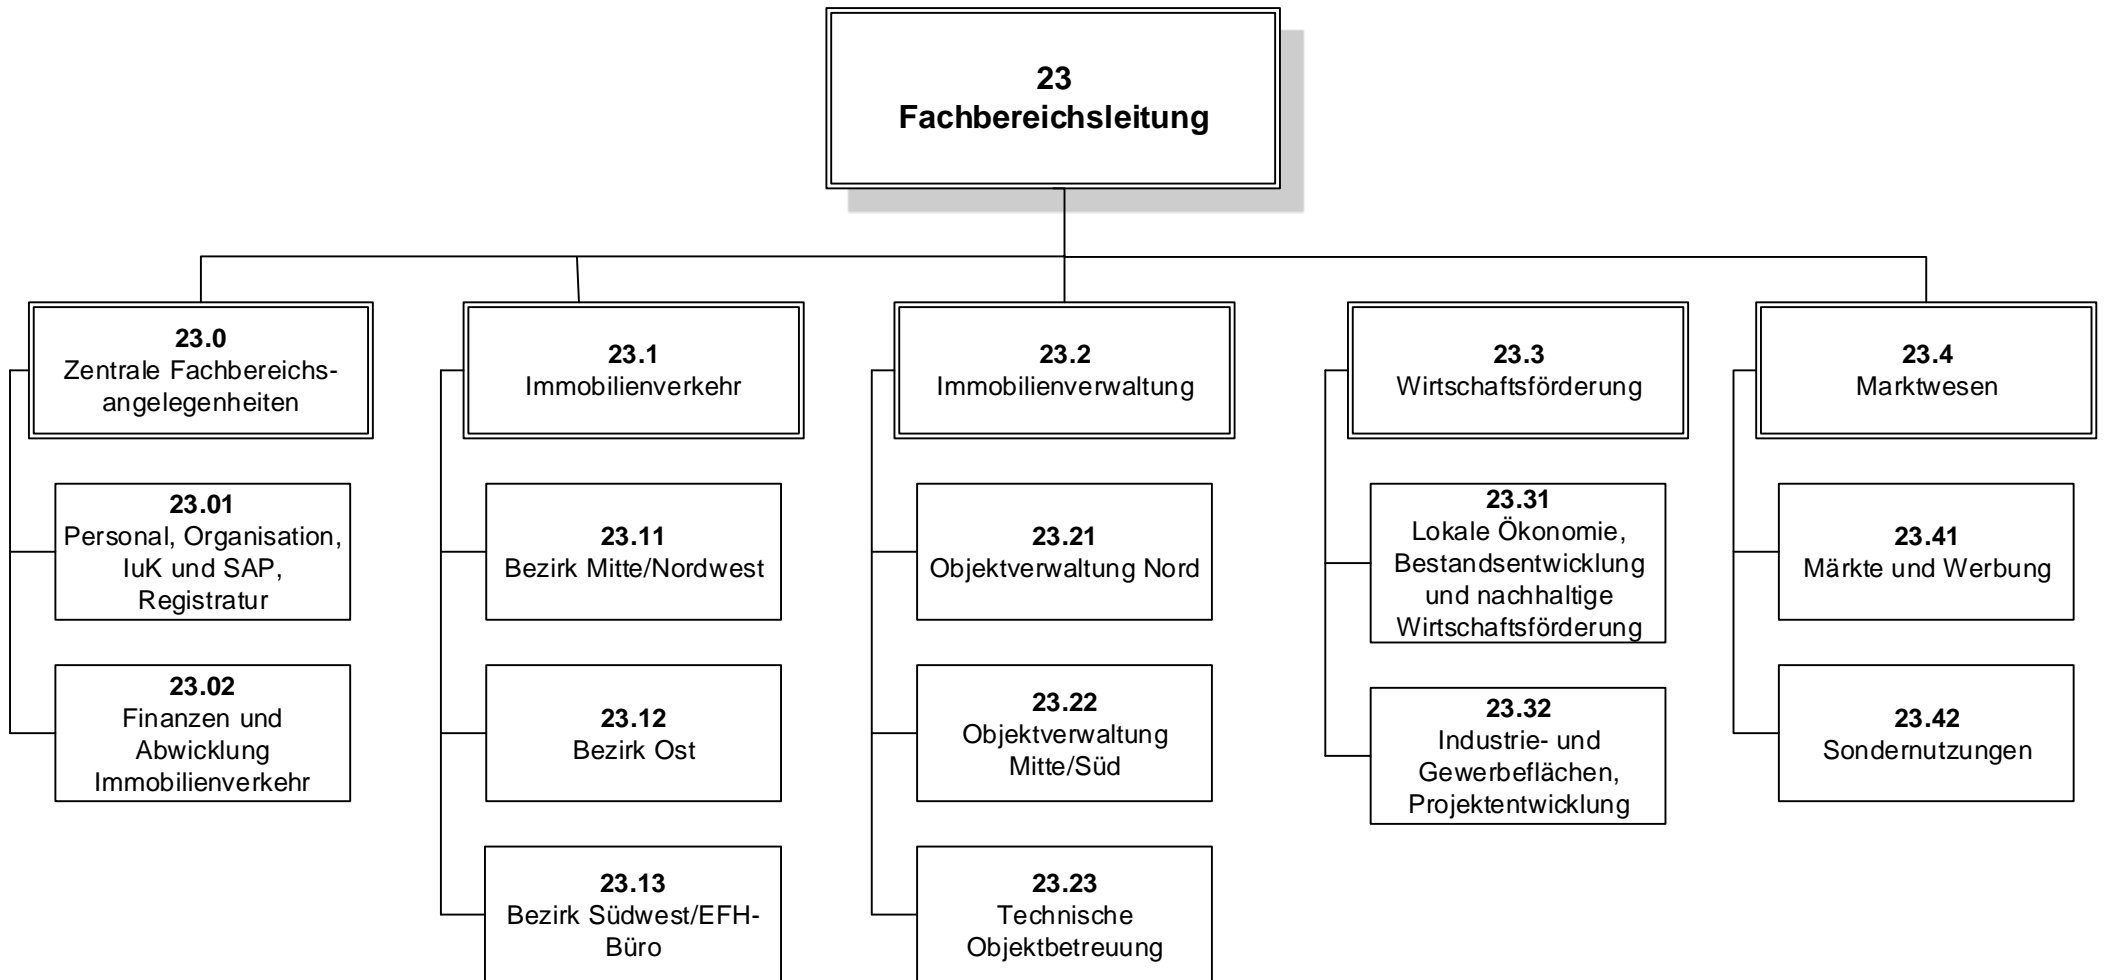 23
Fachbereichsleitung
23.0
Zentrale Fachbereichs-
angelegenheiten
23.01
Personal, Organisation,
IuK und SAP,
Registratur
23.02
Finanzen und
Abwicklung
Immobilienverkehr
23.1
Immobilienverkehr
23.11
Bezirk Mitte/Nordwest
23.12
Bezirk Ost
23.13
Bezirk Südwest/EFH-
Büro
23.2
Immobilienverwaltung
23.21
Objektverwaltung Nord
23.22
Objektverwaltung
Mitte/Süd
23.23
Technische
Objektbetreuung
23.3
Wirtschaftsförderung
23.31
Lokale Ökonomie,
Bestandsentwicklung
und nachhaltige
Wirtschaftsförderung
23.32
Industrie- und
Gewerbeflächen,
Projektentwicklung
23.4
Marktwesen
23.41
Märkte und Werbung
23.42
Sondernutzungen